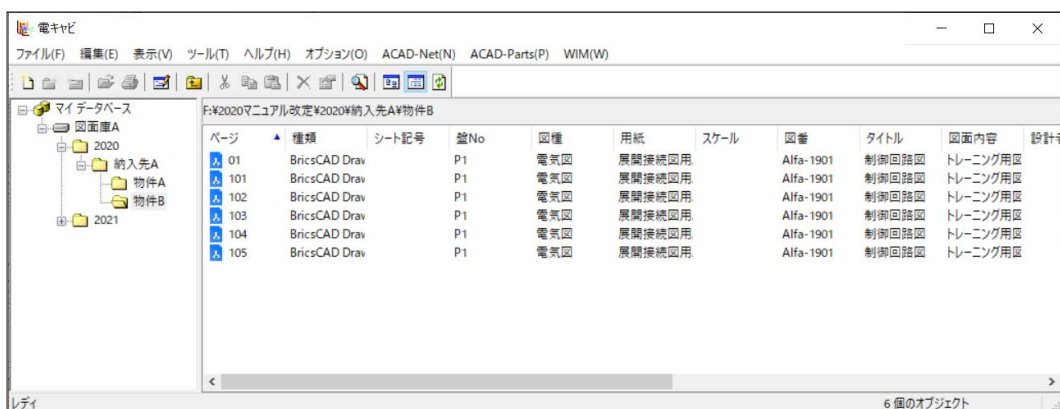 電キャビ
ファイル(F) 編集(E) 表示(V) ツール(T) ヘルプ(H) オプション(O) ACAD-Net(N) ACAD-Parts(P) WIM(W)
マイ データベース
図面庫A
2020
納入先A
物件A
物件B
2021
F:¥2020マニュアル改定¥2020¥納入先A¥物件B
ページ 種類 シート記号 盤No 図種 用紙 スケール 図番 タイトル 図面内容 設計者
01 BricsCAD Drav P1 電気図 展開接続図用. Alfa-1901 制御回路図 トレーニング用図
101 BricsCAD Drav P1 電気図 展開接続図用. Alfa-1901 制御回路図 トレーニング用図
102 BricsCAD Drav P1 電気図 展開接続図用. Alfa-1901 制御回路図 トレーニング用図
103 BricsCAD Drav P1 電気図 展開接続図用. Alfa-1901 制御回路図 トレーニング用図
104 BricsCAD Drav P1 電気図 展開接続図用. Alfa-1901 制御回路図 トレーニング用図
105 BricsCAD Drav P1 電気図 展開接続図用. Alfa-1901 制御回路図 トレーニング用図
レディ 6 個のオブジェクト